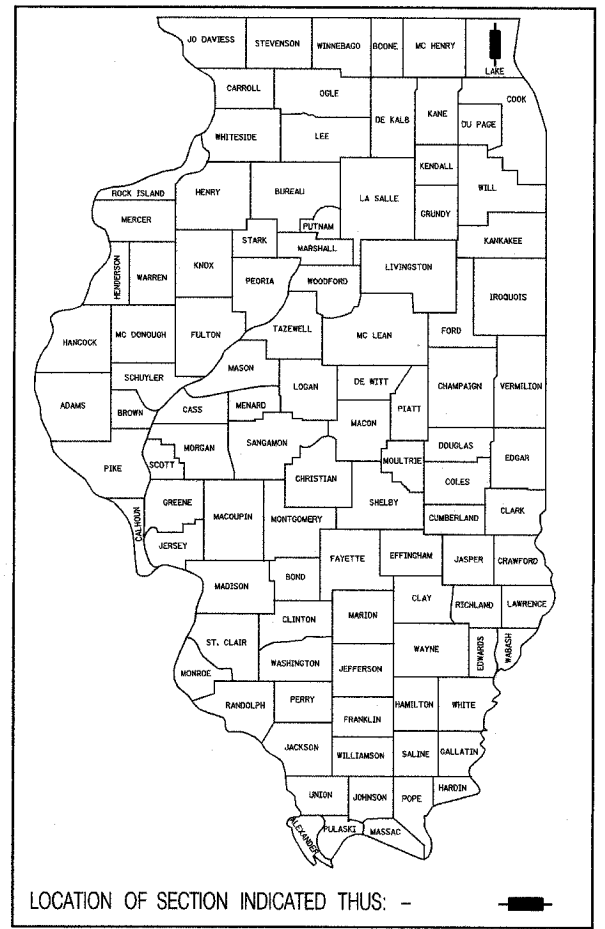 JO DAVIESS STEVENSON WINNEBAGO BOONE MC HENRY
LAKE
CARROLL OGLE COOK
DE KALB KANE
DU PAGE
WHITESIDE LEE
KENDALL
ROCK ISLAND HENRY BUREAU LA SALLE WILL
MERCER PUTNAM GRUNDY
STARK MARSHALL KANKAKEE
HENDERSON WARREN KNOX PEORIA WOODFORD LIVINGSTON
IROQUOIS
TAZEWELL
HANCOCK MC DONOUGH FULTON MC LEAN FORD
MASON
SCHUYLER LOGAN DE WITT CHAMPAIGN VERMILION
ADAMS BROWN CASS MENARD PIATT
MACON
MORGAN SANGAMON DOUGLAS EDGAR
PIKE SCOTT MOULTRIE
CHRISTIAN COLES
GREENE SHELBY
CALHOUN MACOUPIN MONTGOMERY CUMBERLAND CLARK
JERSEY
FAYETTE EFFINGHAM JASPER CRAWFORD
MADISON BOND
CLAY RICHLAND LAWRENCE
CLINTON MARION
ST. CLAIR WAYNE EDWARDS WABASH
WASHINGTON JEFFERSON
MONROE
RANDOLPH PERRY HAMILTON WHITE
FRANKLIN
JACKSON WILLIAMSON SALINE GALLATIN
HARDIN
UNION JOHNSON POPE
ALEXANDER PULASKI MASSAC
LOCATION OF SECTION INDICATED THUS: -